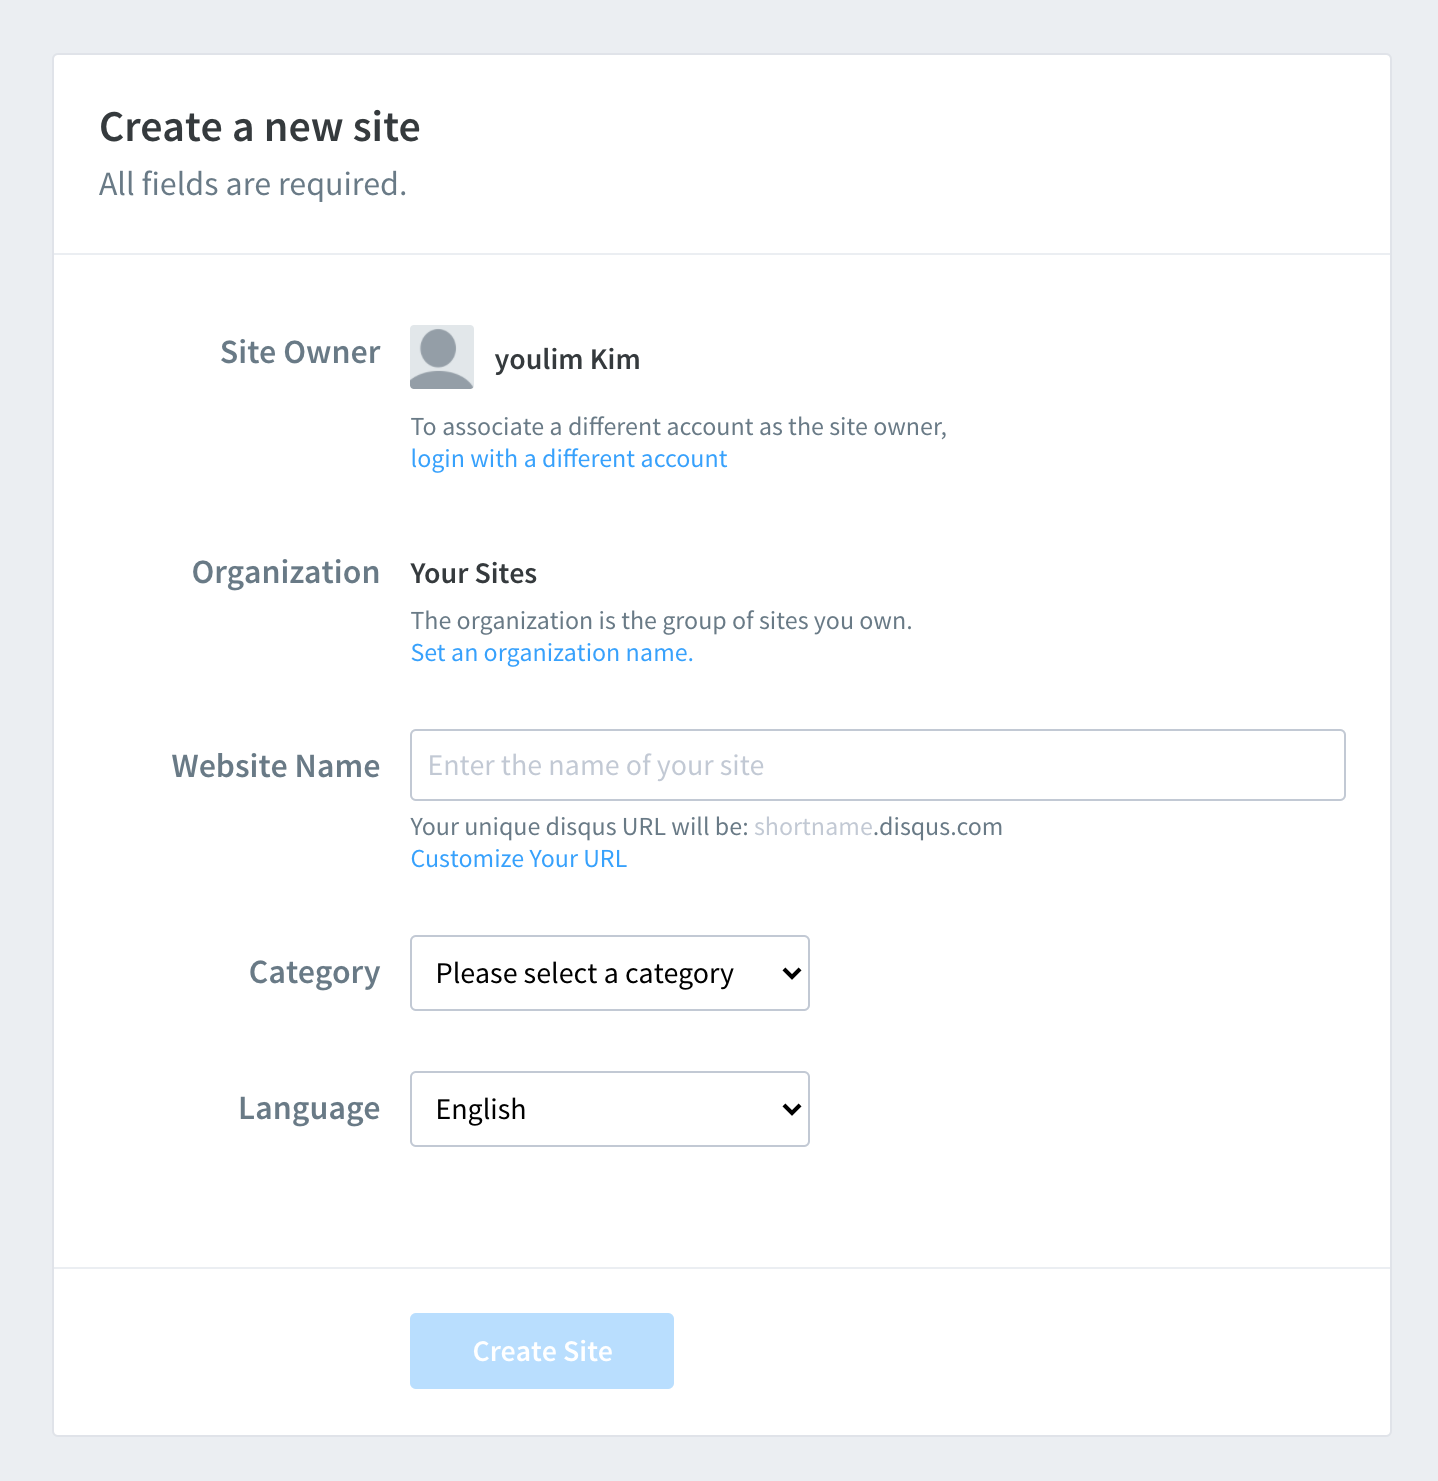 Create a new site
All fields are required.
Site Owner
youlim Kim
To associate a different account as the site owner,
login with a different account
Organization
Your Sites
The organization is the group of sites you own.
Set an organization name.
Website Name
Enter the name of your site
Your unique disqus URL will be: shortname.disqus.com
Customize Your URL
Category
Please select a category
Language
English
Create Site